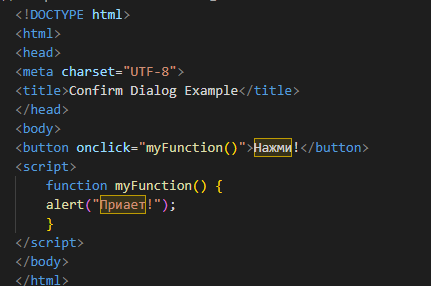 <!DOCTYPE html>
<html>
<head>
<meta charset="UTF-8">
<title>Confirm Dialog Example</title>
</head>
<body>
<button onclick="myFunction()">Нажми!</button>
<script>
    function myFunction() {
    alert("Приает!");
    }
</script>
</body>
</html>